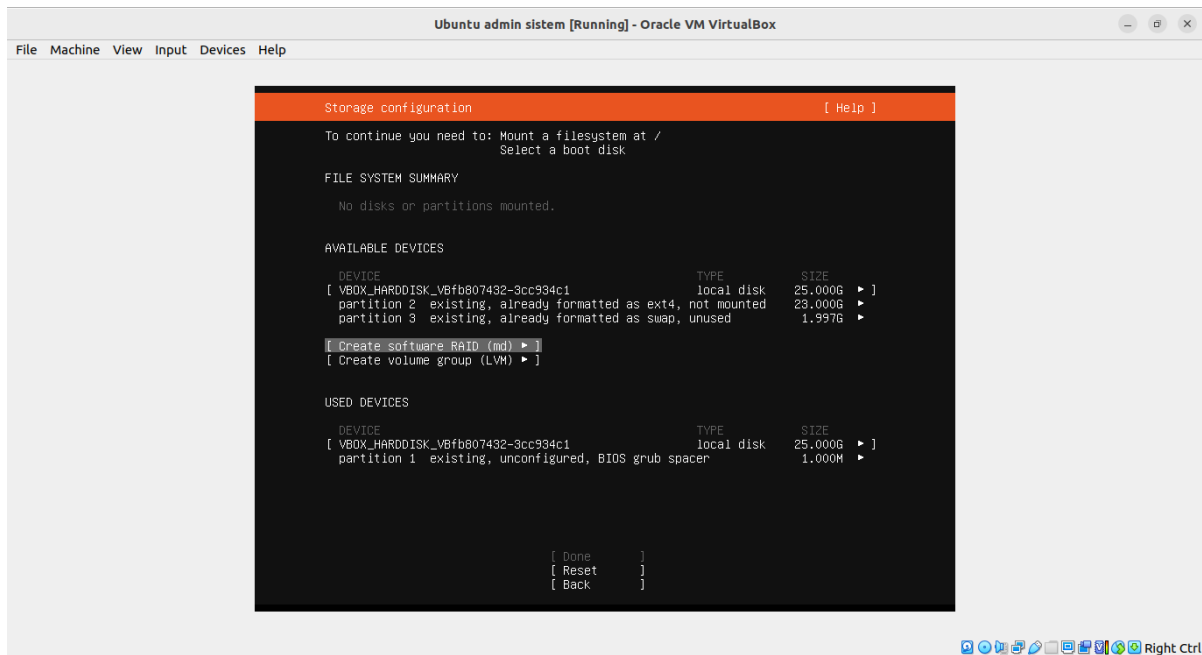 Ubuntu admin sistem [Running] - Oracle VM VirtualBox
File Machine View Input Devices Help
Storage configuration [ Help ]
To continue you need to: Mount a filesystem at /
Select a boot disk
FILE SYSTEM SUMMARY
No disks or partitions mounted.
AVAILABLE DEVICES
DEVICE TYPE SIZE
[ VBOX_HARDDISK_VBfb807432-3cc934c1 local disk 25.000G ► ]
partition 2 existing, already formatted as ext4, not mounted 23.000G ►
partition 3 existing, already formatted as swap, unused 1.997G ►
[ Create software RAID (md) ► ]
[ Create volume group (LVM) ► ]
USED DEVICES
DEVICE TYPE SIZE
[ VBOX_HARDDISK_VBfb807432-3cc934c1 local disk 25.000G ► ]
partition 1 existing, unconfigured, BIOS grub spacer 1.000M ►
[ Done ]
[ Reset ]
[ Back ]
Right Ctrl